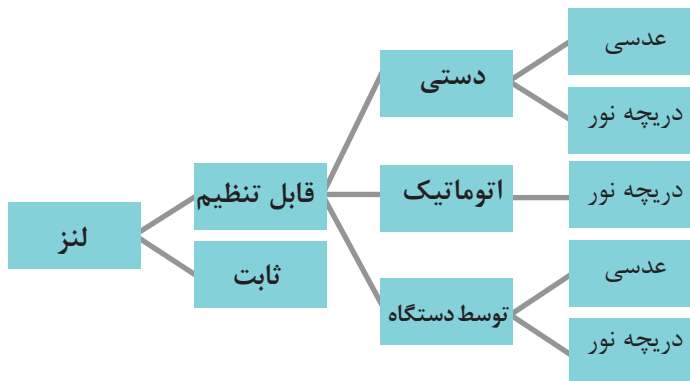 لنز
قابل تنظیم
ثابت
دستی
اتوماتیک
توسط دستگاه
عدسی
دریچه نور
دریچه نور
عدسی
دریچه نور